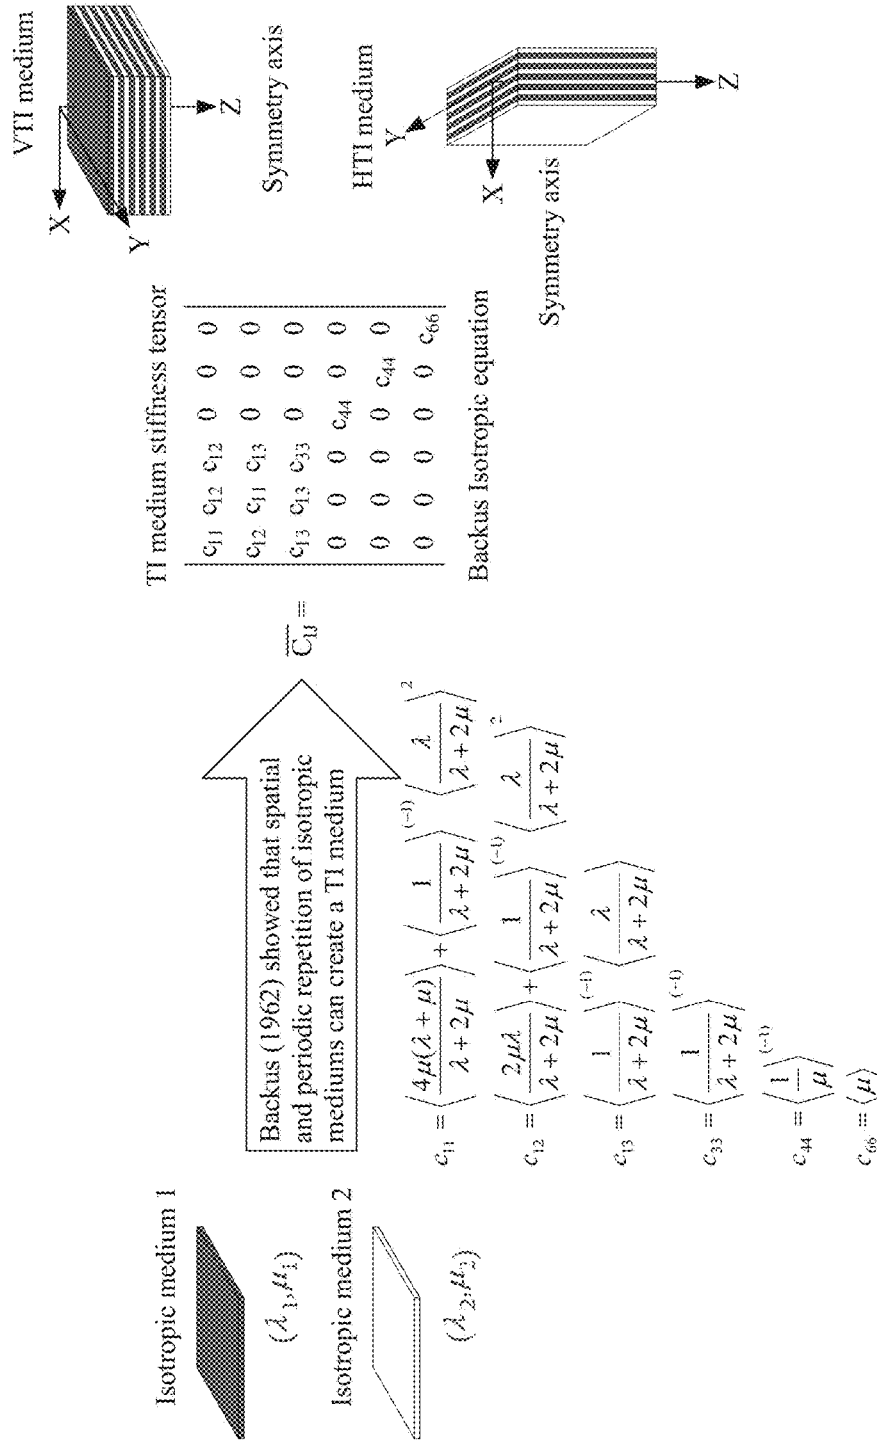 Isotropic medium 1
(λ₁,μ₁)
Isotropic medium 2
(λ₂,μ₂)
Backus (1962) showed that spatial
and periodic repetition of isotropic
mediums can create a TI medium
c₁₁ = ⟨4μ(λ + μ) / λ + 2μ⟩ + ⟨1 / λ + 2μ⟩⁽⁻¹⁾ ⟨λ / λ + 2μ⟩²
c₁₂ = ⟨2μλ / λ + 2μ⟩ + ⟨1 / λ + 2μ⟩⁽⁻¹⁾ ⟨λ / λ + 2μ⟩²
c₁₃ = ⟨1 / λ + 2μ⟩⁽⁻¹⁾ ⟨λ / λ + 2μ⟩
c₃₃ = ⟨1 / λ + 2μ⟩⁽⁻¹⁾
c₄₄ = ⟨1 / μ⟩⁽⁻¹⁾
c₆₆ = ⟨μ⟩
TI medium stiffness tensor
C̅ᵢⱼ =
c₁₁ c₁₂ c₁₂ 0 0 0
c₁₂ c₁₁ c₁₃ 0 0 0
c₁₃ c₁₃ c₃₃ 0 0 0
0 0 0 c₄₄ 0 0
0 0 0 0 c₄₄ 0
0 0 0 0 0 c₆₆
Backus Isotropic equation
VTI medium
X
Y
Z
Symmetry axis
HTI medium
Y
X
Z
Symmetry axis